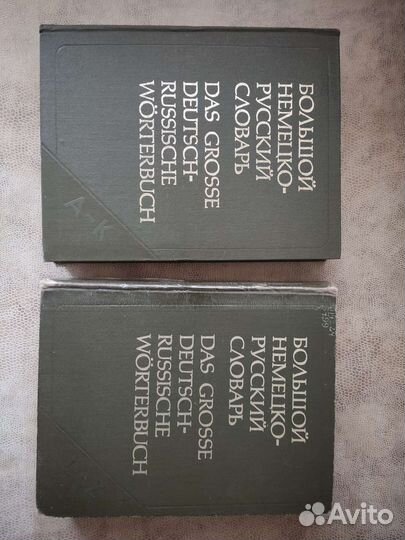 БОЛЬШОЙ
НЕМЕЦКО-
РУССКИЙ
СЛОВАРЬ
DAS GROSSE
DEUTSCH-
RUSSISCHE
WÖRTERBUCH
A-K
БОЛЬШОЙ
НЕМЕЦКО-
РУССКИЙ
СЛОВАРЬ
DAS GROSSE
DEUTSCH-
RUSSISCHE
WÖRTERBUCH
Avito